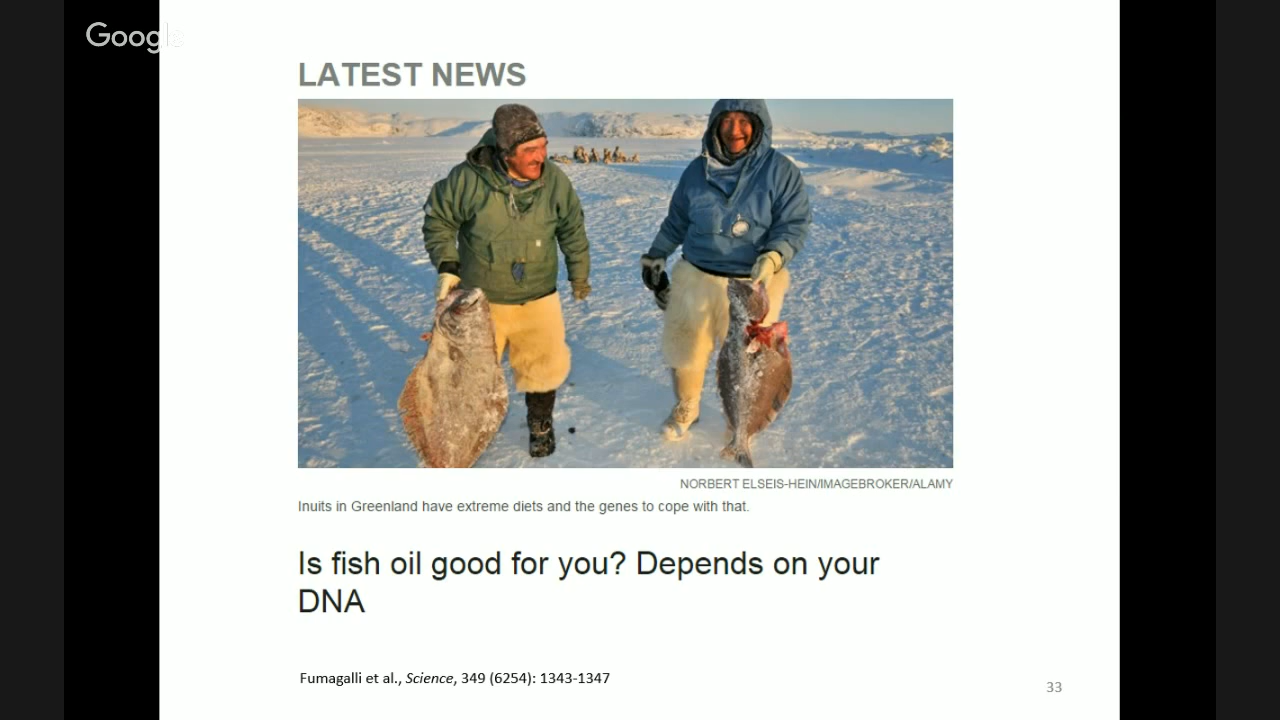 Google
LATEST NEWS
NORBERT ELSEIS-HEIN/IMAGEBROKER/ALAMY
Inuits in Greenland have extreme diets and the genes to cope with that.
Is fish oil good for you? Depends on your
DNA
Fumagalli et al., Science, 349 (6254): 1343-1347
33